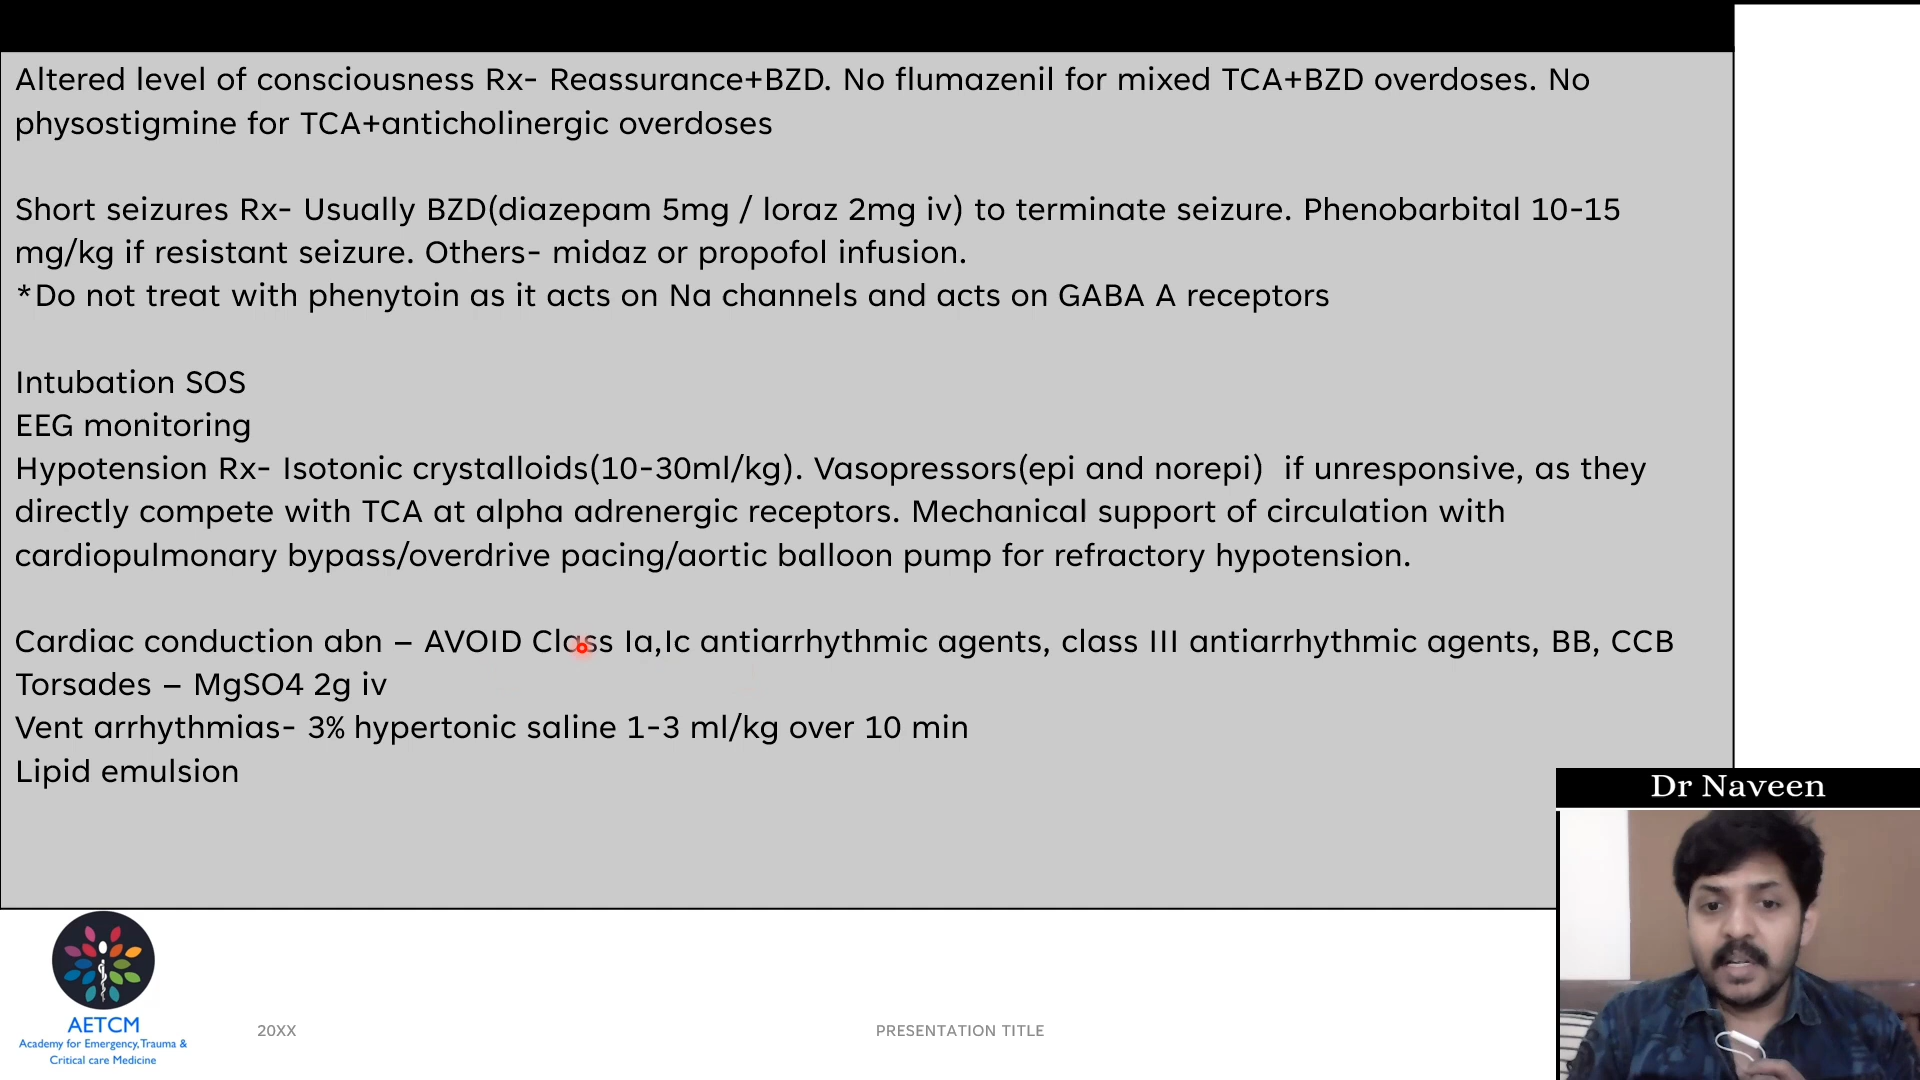 Altered level of consciousness Rx- Reassurance+BZD. No flumazenil for mixed TCA+BZD overdoses. No
physostigmine for TCA+anticholinergic overdoses
Short seizures Rx- Usually BZD(diazepam 5mg / loraz 2mg iv) to terminate seizure. Phenobarbital 10-15
mg/kg if resistant seizure. Others- midaz or propofol infusion.
*Do not treat with phenytoin as it acts on Na channels and acts on GABA A receptors
Intubation SOS
EEG monitoring
Hypotension Rx- Isotonic crystalloids(10-30ml/kg). Vasopressors(epi and norepi)  if unresponsive, as they
directly compete with TCA at alpha adrenergic receptors. Mechanical support of circulation with
cardiopulmonary bypass/overdrive pacing/aortic balloon pump for refractory hypotension.
Cardiac conduction abn – AVOID Class Ia,Ic antiarrhythmic agents, class III antiarrhythmic agents, BB, CCB
Torsades – MgSO4 2g iv
Vent arrhythmias- 3% hypertonic saline 1-3 ml/kg over 10 min
Lipid emulsion
Dr Naveen
AETCM
Academy for Emergency,Trauma &
Critical care Medicine
20XX
PRESENTATION TITLE